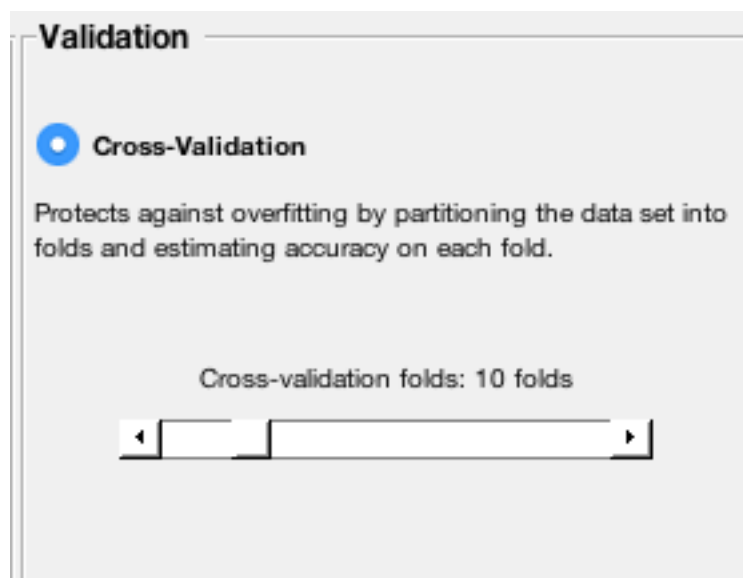 Validation
Cross-Validation
Protects against overfitting by partitioning the data set into
folds and estimating accuracy on each fold.
Cross-validation folds: 10 folds